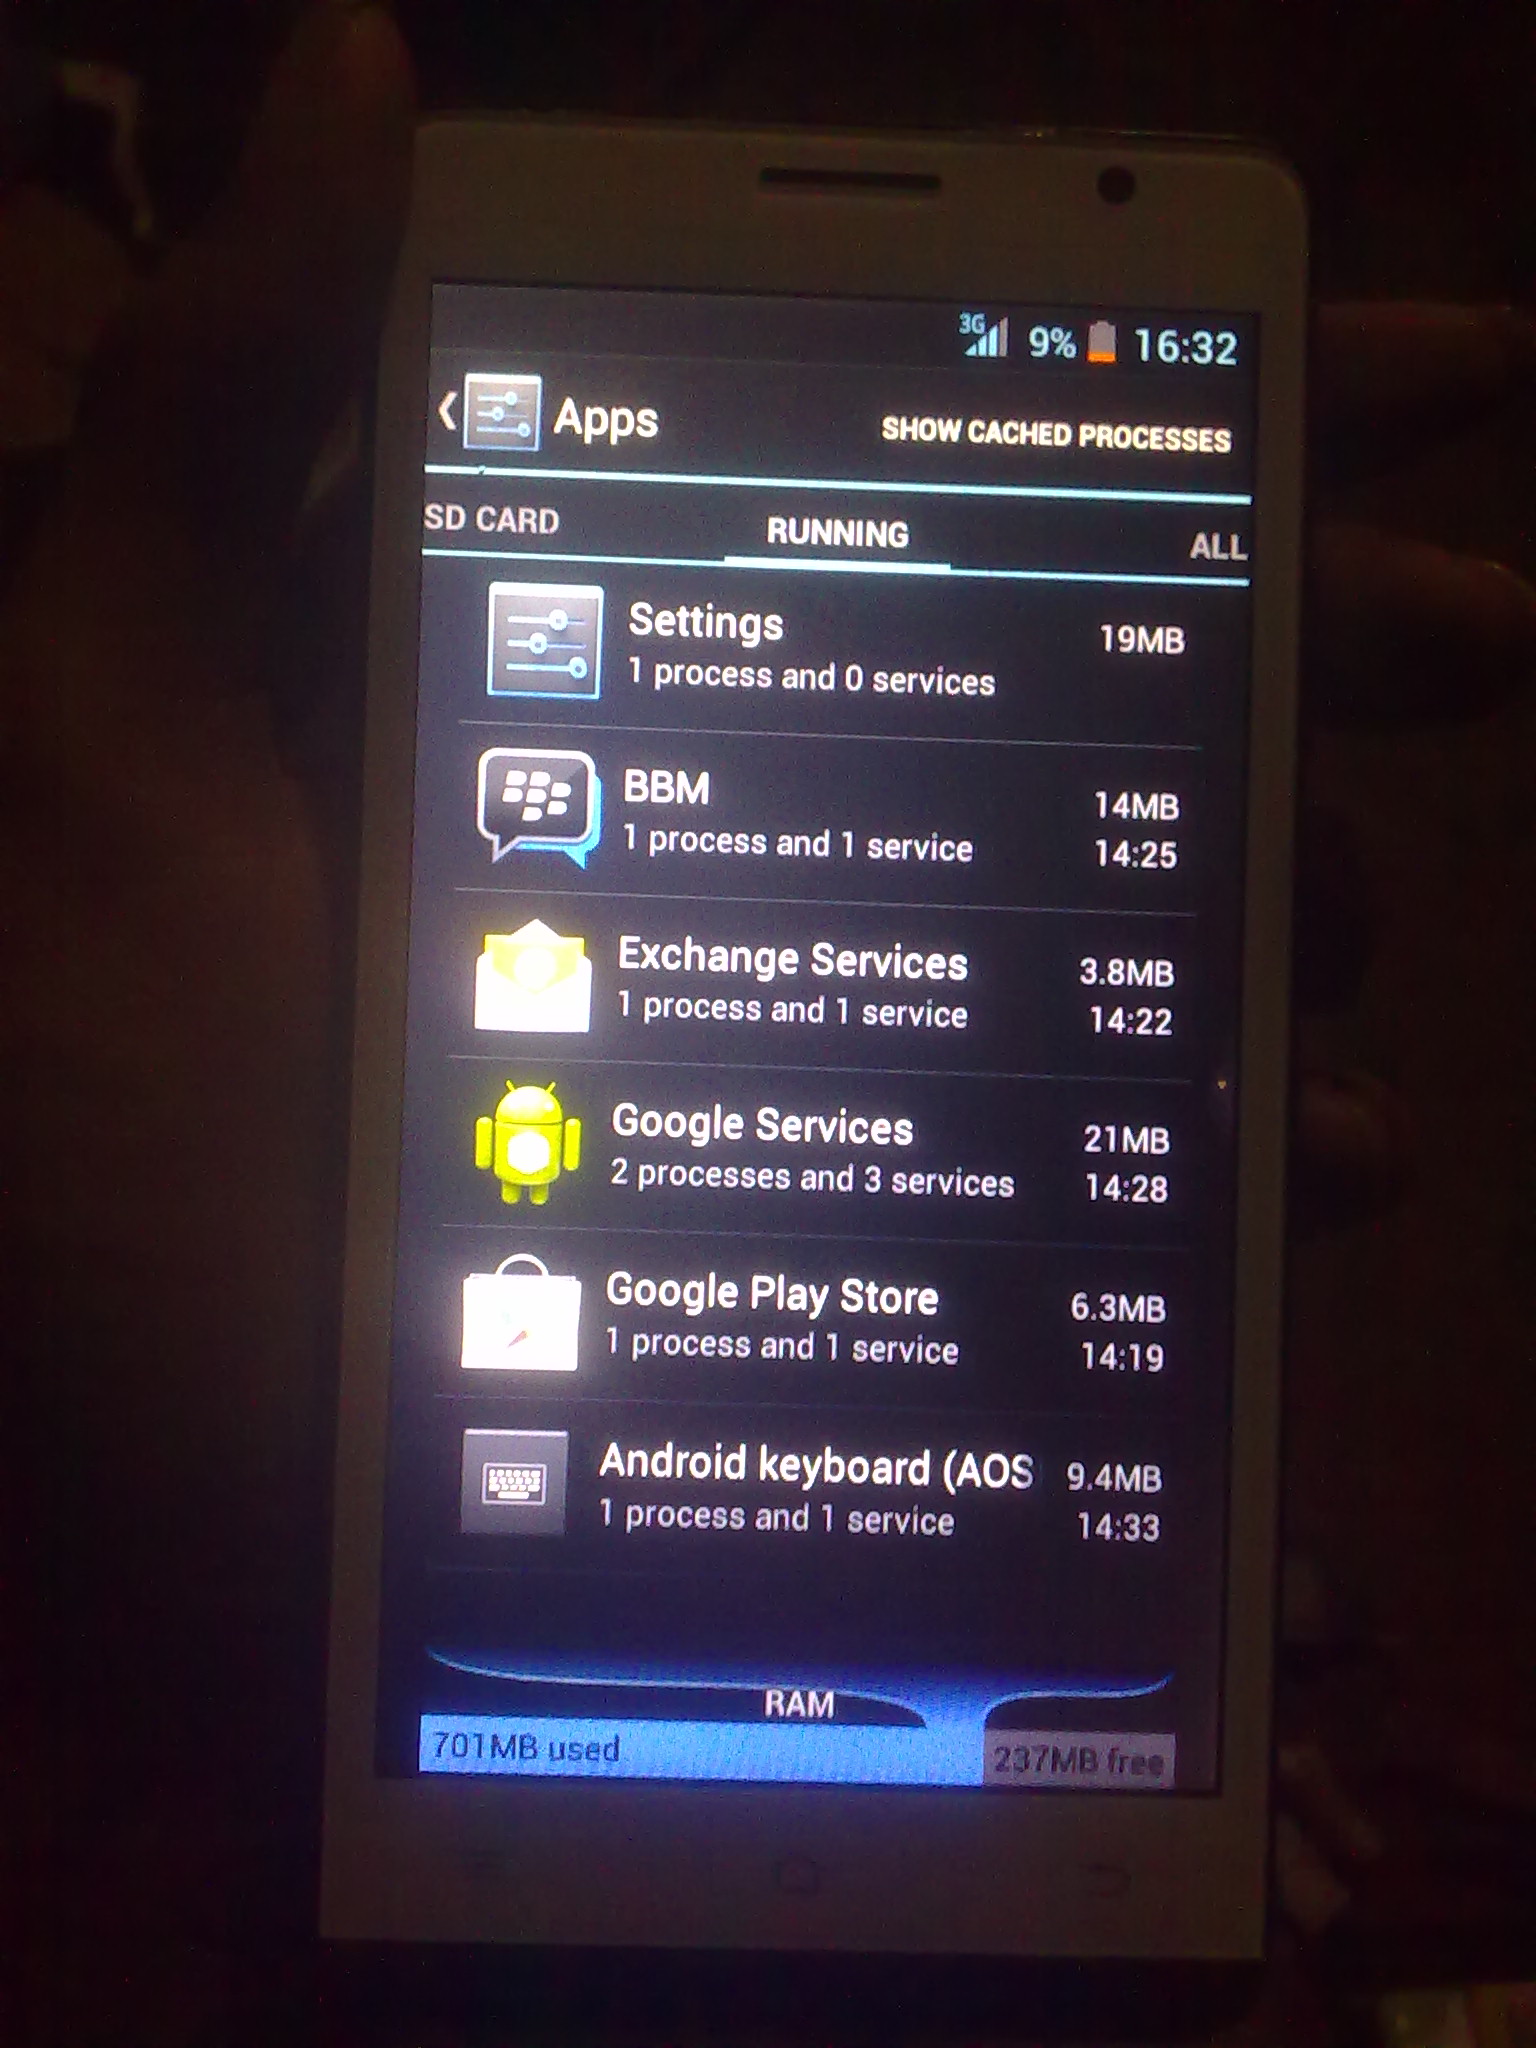 3G 9% 16:32
Apps SHOW CACHED PROCESSES
SD CARD RUNNING ALL
Settings 19MB
1 process and 0 services
BBM 14MB
1 process and 1 service 14:25
Exchange Services 3.8MB
1 process and 1 service 14:22
Google Services 21MB
2 processes and 3 services 14:28
Google Play Store 6.3MB
1 process and 1 service 14:19
Android keyboard (AOS 9.4MB
1 process and 1 service 14:33
RAM
701MB used 237MB free